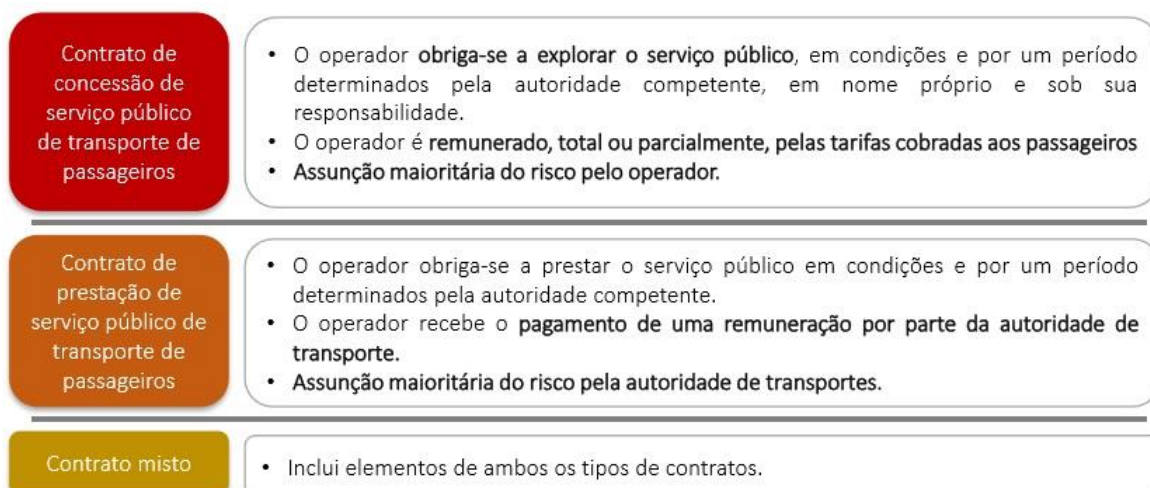 Contrato de
concessão de
serviço público
de transporte de
passageiros
• O operador obriga-se a explorar o serviço público, em condições e por um período
determinados pela autoridade competente, em nome próprio e sob sua
responsabilidade.
• O operador é remunerado, total ou parcialmente, pelas tarifas cobradas aos passageiros
• Assunção maioritária do risco pelo operador.
Contrato de
prestação de
serviço público de
transporte de
passageiros
• O operador obriga-se a prestar o serviço público em condições e por um período
determinados pela autoridade competente.
• O operador recebe o pagamento de uma remuneração por parte da autoridade de
transporte.
• Assunção maioritária do risco pela autoridade de transportes.
Contrato misto
• Inclui elementos de ambos os tipos de contratos.